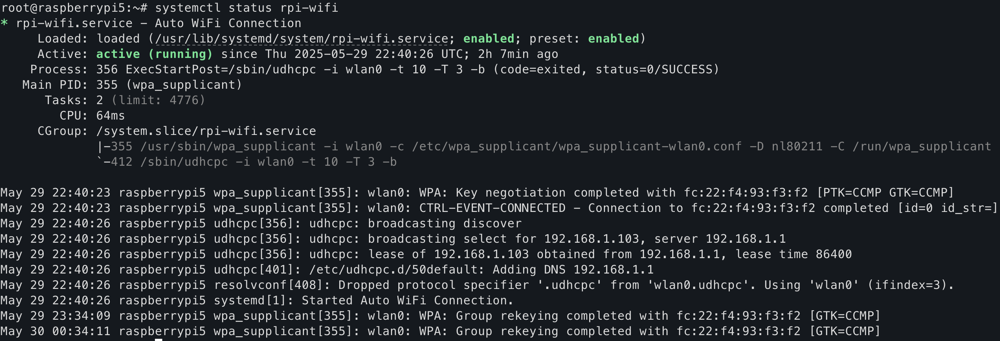 root@raspberrypi5:~# systemctl status rpi-wifi
* rpi-wifi.service - Auto WiFi Connection
     Loaded: loaded (/usr/lib/systemd/system/rpi-wifi.service; enabled; preset: enabled)
     Active: active (running) since Thu 2025-05-29 22:40:26 UTC; 2h 7min ago
    Process: 356 ExecStartPost=/sbin/udhcpc -i wlan0 -t 10 -T 3 -b (code=exited, status=0/SUCCESS)
   Main PID: 355 (wpa_supplicant)
      Tasks: 2 (limit: 4776)
        CPU: 64ms
     CGroup: /system.slice/rpi-wifi.service
             |-355 /usr/sbin/wpa_supplicant -i wlan0 -c /etc/wpa_supplicant/wpa_supplicant-wlan0.conf -D nl80211 -C /run/wpa_supplicant
             `-412 /sbin/udhcpc -i wlan0 -t 10 -T 3 -b
May 29 22:40:23 raspberrypi5 wpa_supplicant[355]: wlan0: WPA: Key negotiation completed with fc:22:f4:93:f3:f2 [PTK=CCMP GTK=CCMP]
May 29 22:40:23 raspberrypi5 wpa_supplicant[355]: wlan0: CTRL-EVENT-CONNECTED - Connection to fc:22:f4:93:f3:f2 completed [id=0 id_str=]
May 29 22:40:26 raspberrypi5 udhcpc[356]: udhcpc: broadcasting discover
May 29 22:40:26 raspberrypi5 udhcpc[356]: udhcpc: broadcasting select for 192.168.1.103, server 192.168.1.1
May 29 22:40:26 raspberrypi5 udhcpc[356]: udhcpc: lease of 192.168.1.103 obtained from 192.168.1.1, lease time 86400
May 29 22:40:26 raspberrypi5 udhcpc[401]: /etc/udhcpc.d/50default: Adding DNS 192.168.1.1
May 29 22:40:26 raspberrypi5 resolvconf[408]: Dropped protocol specifier '.udhcpc' from 'wlan0.udhcpc'. Using 'wlan0' (ifindex=3).
May 29 22:40:26 raspberrypi5 systemd[1]: Started Auto WiFi Connection.
May 29 23:34:09 raspberrypi5 wpa_supplicant[355]: wlan0: WPA: Group rekeying completed with fc:22:f4:93:f3:f2 [GTK=CCMP]
May 30 00:34:11 raspberrypi5 wpa_supplicant[355]: wlan0: WPA: Group rekeying completed with fc:22:f4:93:f3:f2 [GTK=CCMP]